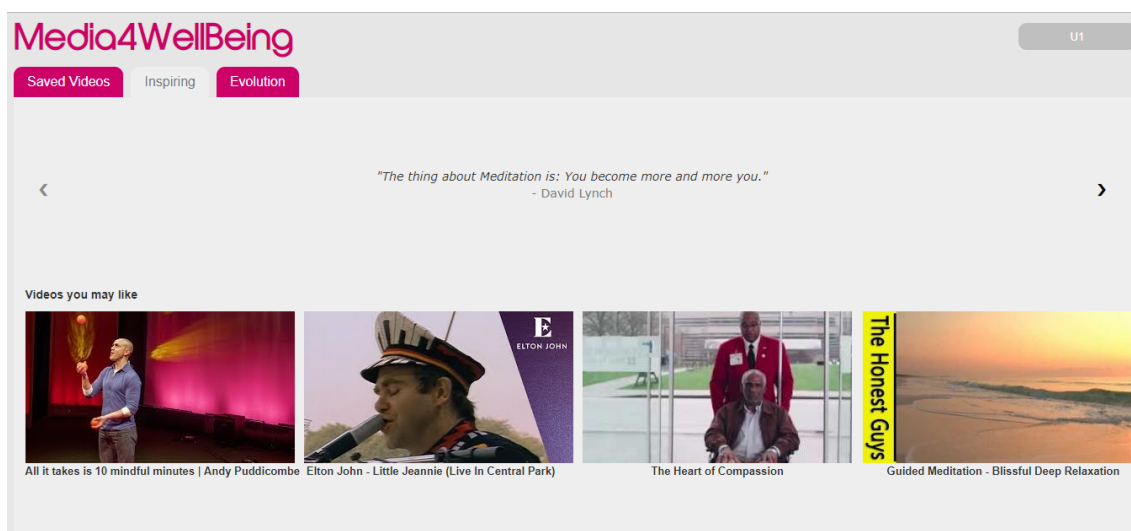 Media4WellBeing
U1
Saved Videos
Inspiring
Evolution
"The thing about Meditation is: You become more and more you."
- David Lynch
Videos you may like
E
ELTON JOHN
The Honest Guys
All it takes is 10 mindful minutes | Andy Puddicombe
Elton John - Little Jeannie (Live In Central Park)
The Heart of Compassion
Guided Meditation - Blissful Deep Relaxation